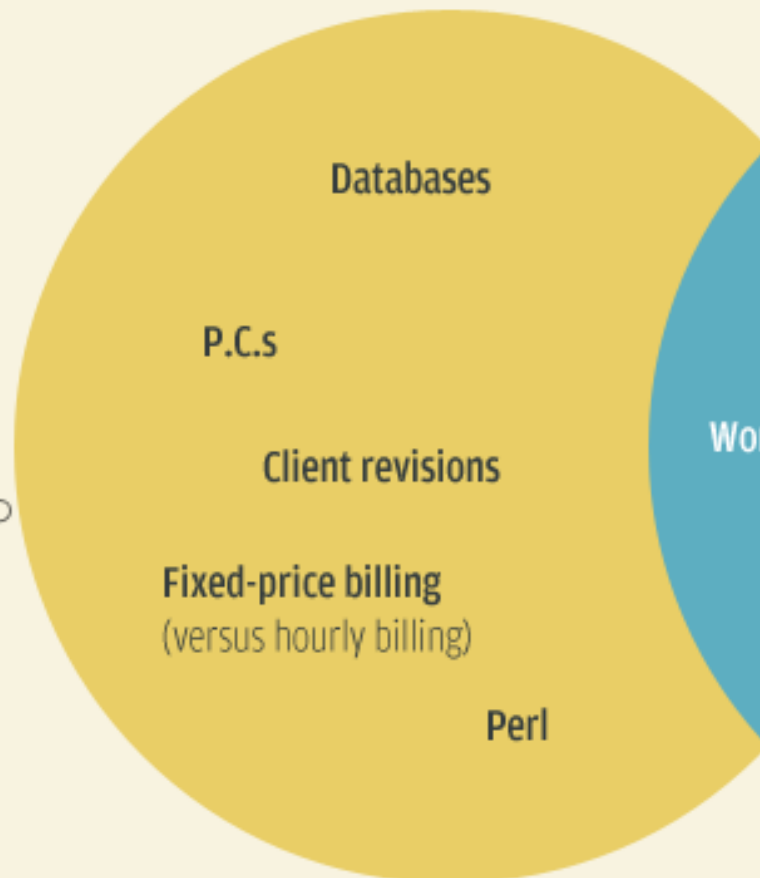 Databases
P.C.s
Client revisions
Fixed-price billing
(versus hourly billing)
Perl